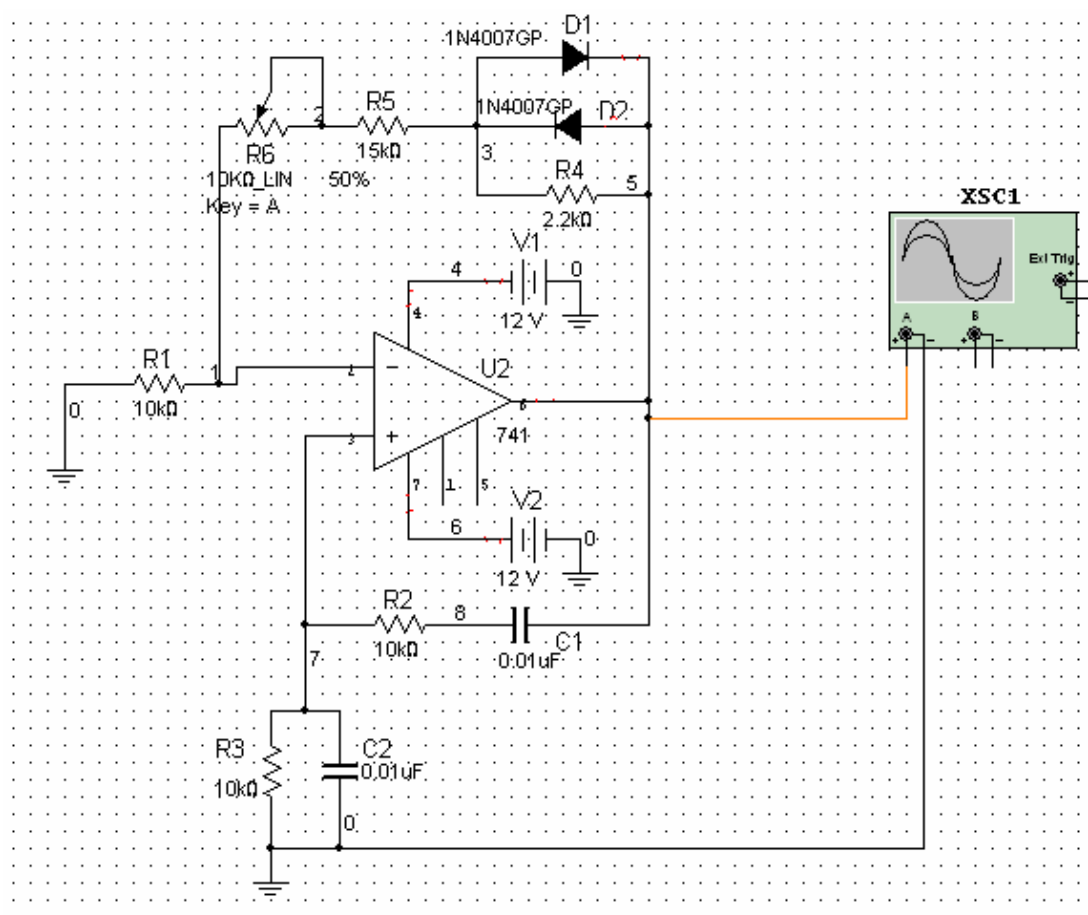 D1
1N4007GP
1N4007GP
D2
2
R5
15kΩ
R6
10KΩ_LIN 50%
Key = A
3
R4
2.2kΩ
5
XSC1
Ext Trig
+
−
A
B
+
−
+
−
V1
4
0
12 V
4
R1
10kΩ
0
1
2
−
U2
6
741
3
+
7
1
5
V2
6
0
12 V
R2
10kΩ
8
C1
0.01uF
7
R3
10kΩ
C2
0.01uF
0